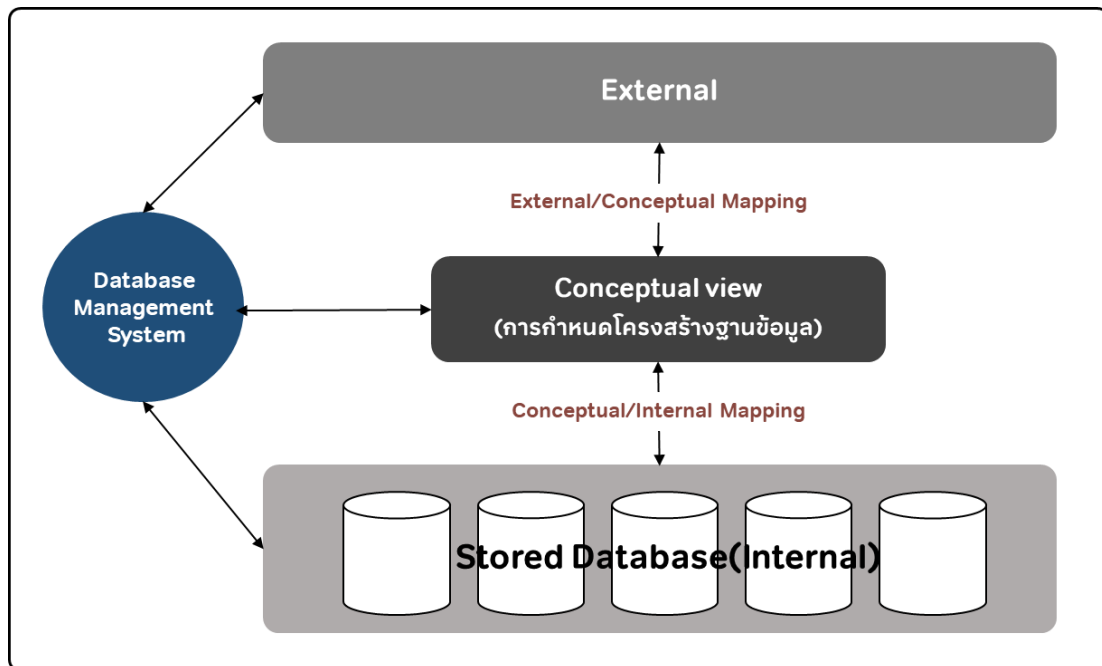 External
External/Conceptual Mapping
Database
Management
System
Conceptual view
(การกำหนดโครงสร้างฐานข้อมูล)
Conceptual/Internal Mapping
Stored Database(Internal)